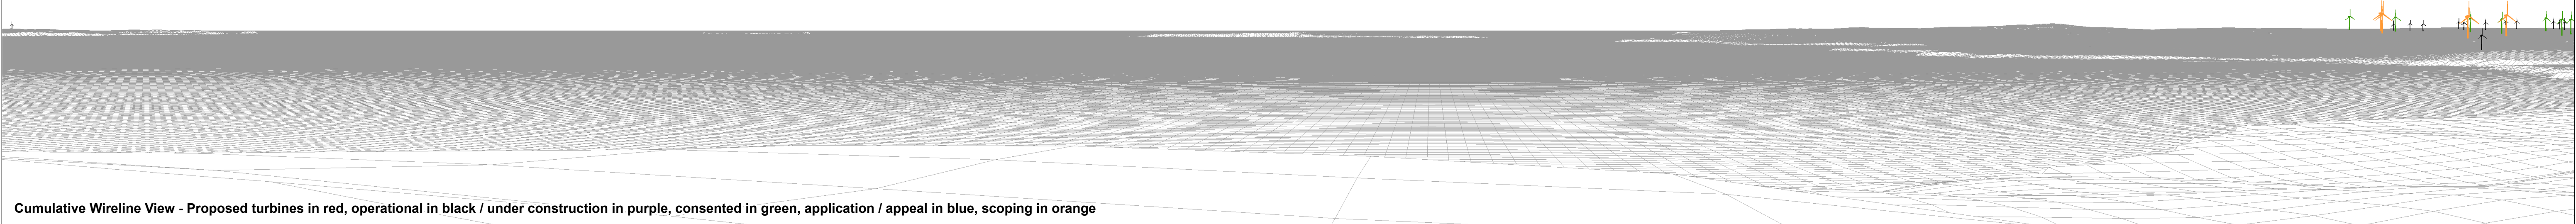 Cumulative Wireline View - Proposed turbines in red, operational in black / under construction in purple, consented in green, application / appeal in blue, scoping in orange